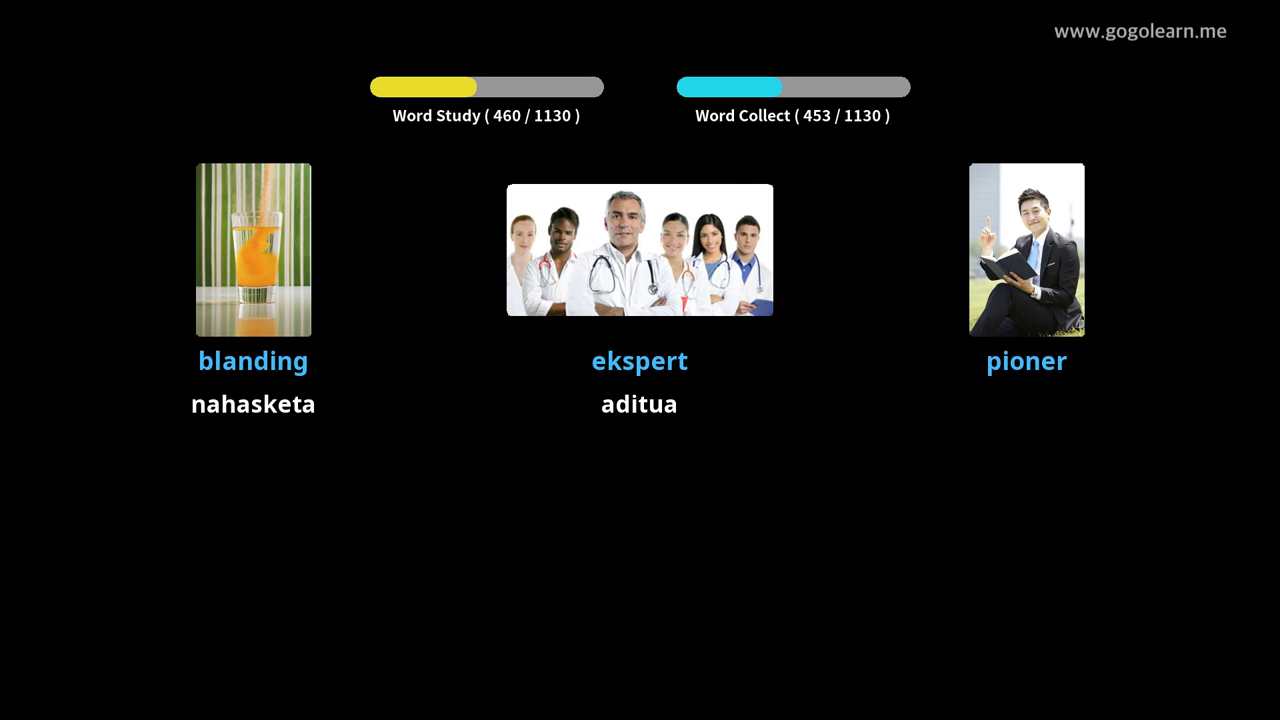 www.gogolearn.me
Word Study ( 460 / 1130 )
Word Collect ( 453 / 1130 )
blanding
ekspert
pioner
nahasketa
aditua